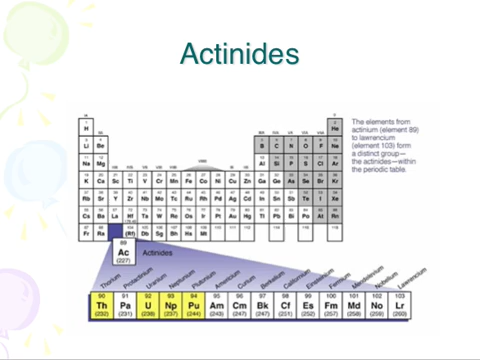 Actinides
H
He
Li Be
B C N O F Ne
Na Mg
Al Si P S Cl Ar
K Ca Sc Ti V Cr Mn Fe Co Ni Cu Zn Ga Ge As Se Br Kr
Rb Sr Y Zr Nb Mo Tc Ru Rh Pd Ag Cd In Sn Sb Te I Xe
Cs Ba La Hf Ta W Re Os Ir Pt Au Hg Tl Pb Bi Po At Rn
Fr Ra (Rf) Db Sg Bh Hs Mt
The elements from
actinium (element 89)
to lawrencium
(element 103) form
a distinct group—
the actinides—within
the periodic table.
89
Ac
(227)
Actinides
Thorium Protactinium Uranium Neptunium Plutonium Americium Curium Berkelium Californium Einsteinium Fermium Mendelevium Nobelium Lawrencium
90 91 92 93 94 95 96 97 98 99 100 101 102 103
Th Pa U Np Pu Am Cm Bk Cf Es Fm Md No Lr
(232) (231) (238) (237) (244) (243) (247) (247) (251) (252) (257) (258) (259) (260)